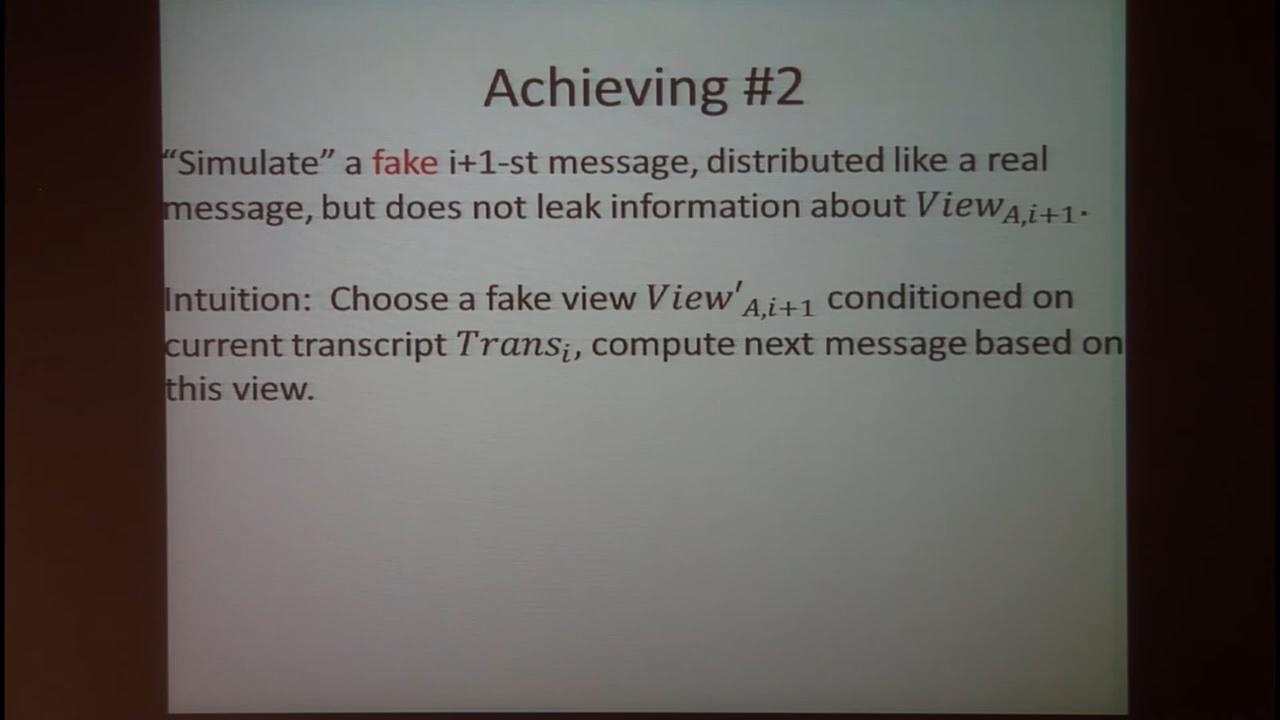 Achieving #2
“Simulate” a fake i+1-st message, distributed like a real
message, but does not leak information about View_{A,i+1}.
Intuition: Choose a fake view View'_{A,i+1} conditioned on
current transcript Trans_i, compute next message based on
this view.